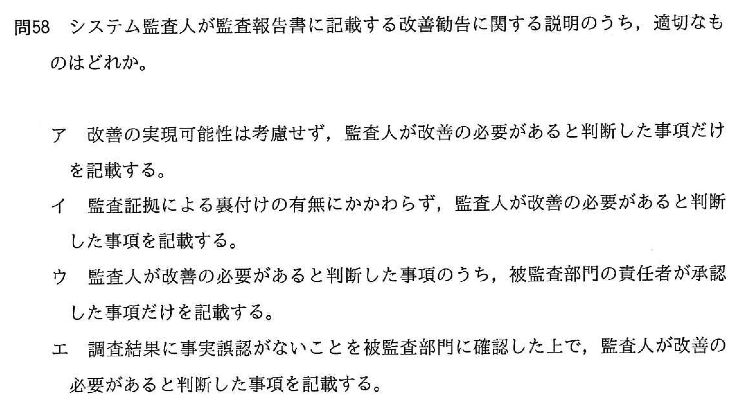 問58 システム監査人が監査報告書に記載する改善勧告に関する説明のうち，適切なも
のはどれか。
ア 改善の実現可能性は考慮せず，監査人が改善の必要があると判断した事項だけ
を記載する。
イ 監査証拠による裏付けの有無にかかわらず，監査人が改善の必要があると判断
した事項を記載する。
ウ 監査人が改善の必要があると判断した事項のうち，被監査部門の責任者が承認
した事項だけを記載する。
エ 調査結果に事実誤認がないことを被監査部門に確認した上で，監査人が改善の
必要があると判断した事項を記載する。